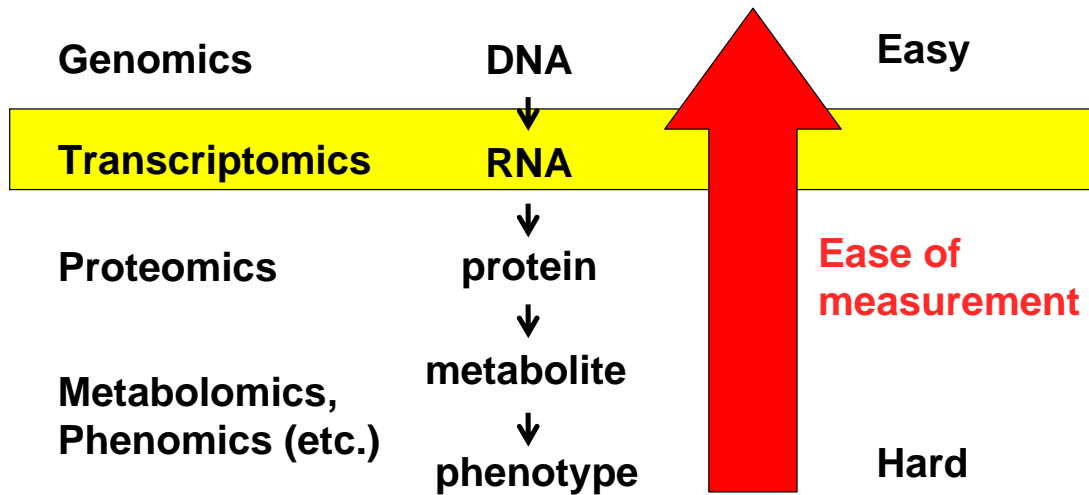 Genomics DNA Easy
Transcriptomics RNA
Proteomics protein
Ease of
measurement
metabolite
Metabolomics,
Phenomics (etc.)
phenotype Hard